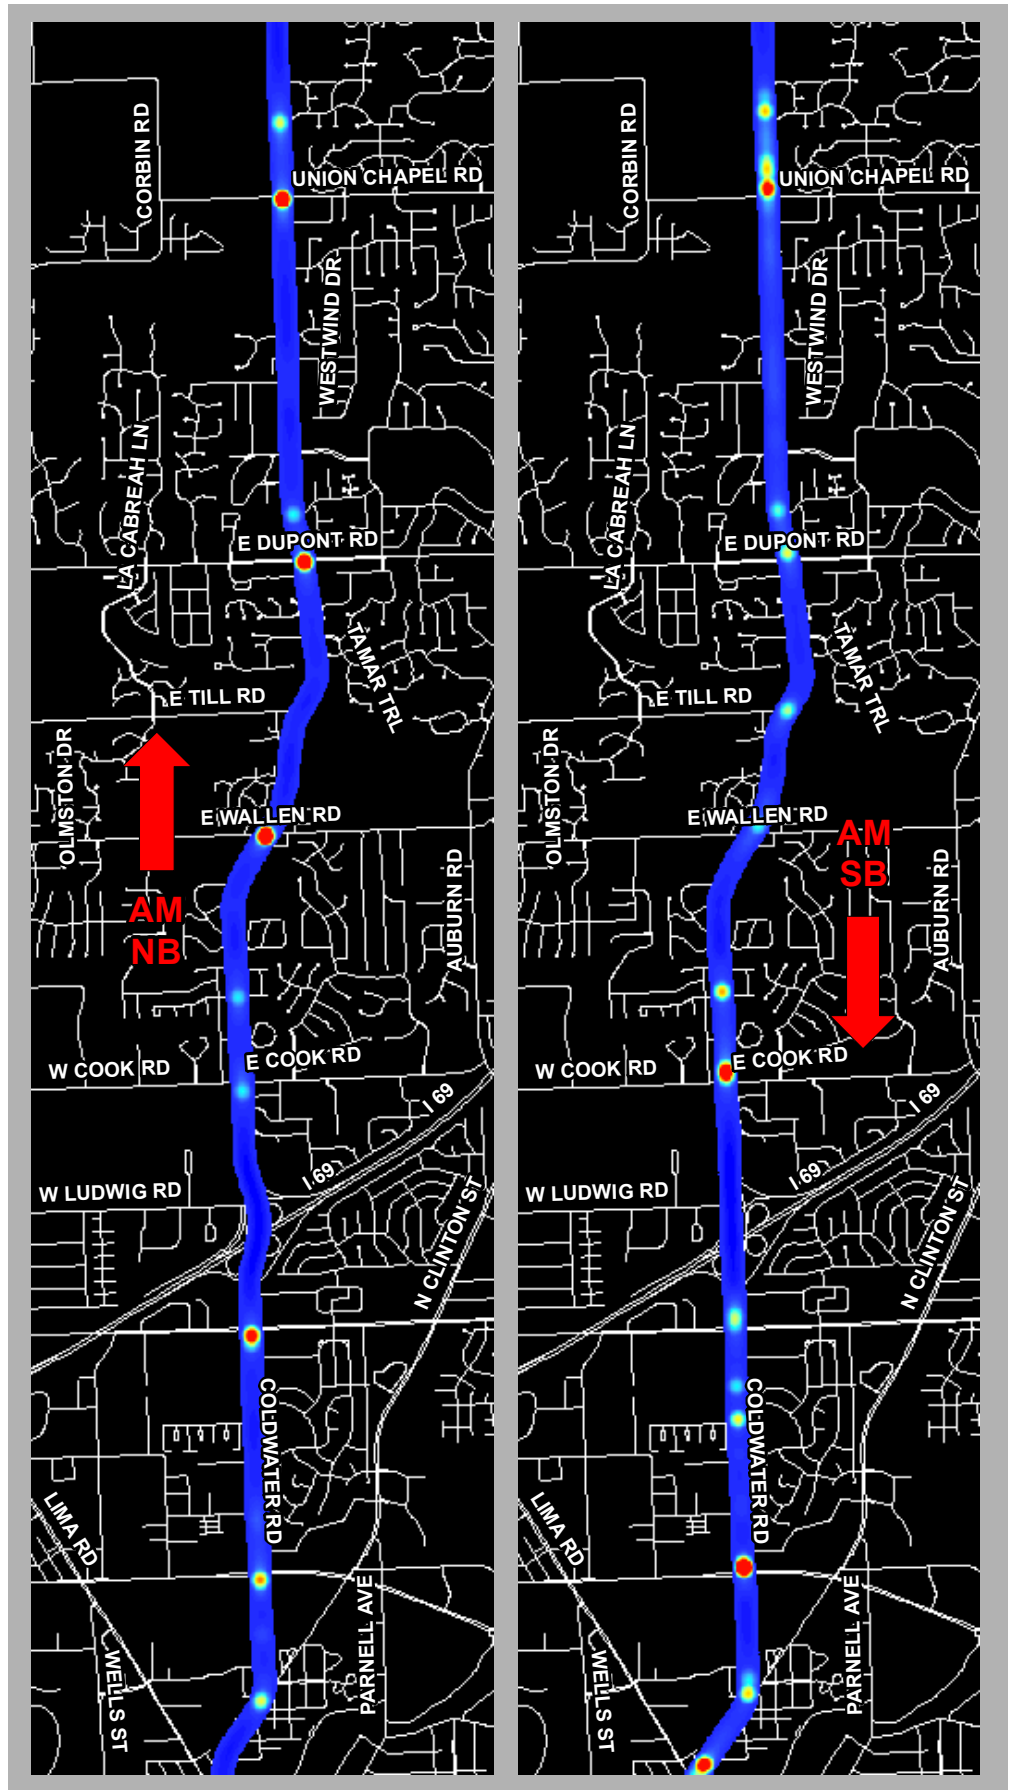 CORBIN RD
UNION CHAPEL RD
WESTWIND DR
LA CABREAH LN
E DUPONT RD
TAMAR TRL
E TILL RD
OLMSTON DR
E WALLEN RD
AM
NB
AUBURN RD
E COOK RD
W COOK RD
I 69
I 69
W LUDWIG RD
N CLINTON ST
COLDWATER RD
LIMA RD
PARNELL AVE
WELLS ST
CORBIN RD
UNION CHAPEL RD
WESTWIND DR
LA CABREAH LN
E DUPONT RD
TAMAR TRL
E TILL RD
OLMSTON DR
E WALLEN RD
AM
SB
AUBURN RD
E COOK RD
W COOK RD
I 69
I 69
W LUDWIG RD
N CLINTON ST
COLDWATER RD
LIMA RD
PARNELL AVE
WELLS ST